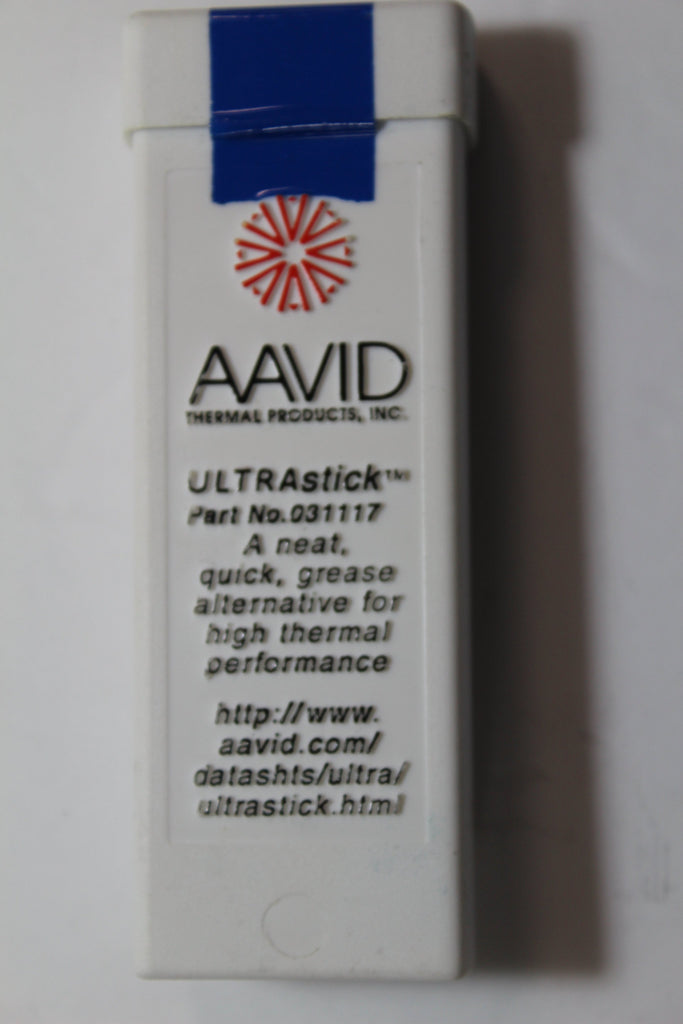 AAVID
THERMAL PRODUCTS, INC.
ULTRAstick™
Part No.031117
A neat,
quick, grease
alternative for
high thermal
performance
http://www.
aavid.com/
datashts/ultra/
ultrastick.html